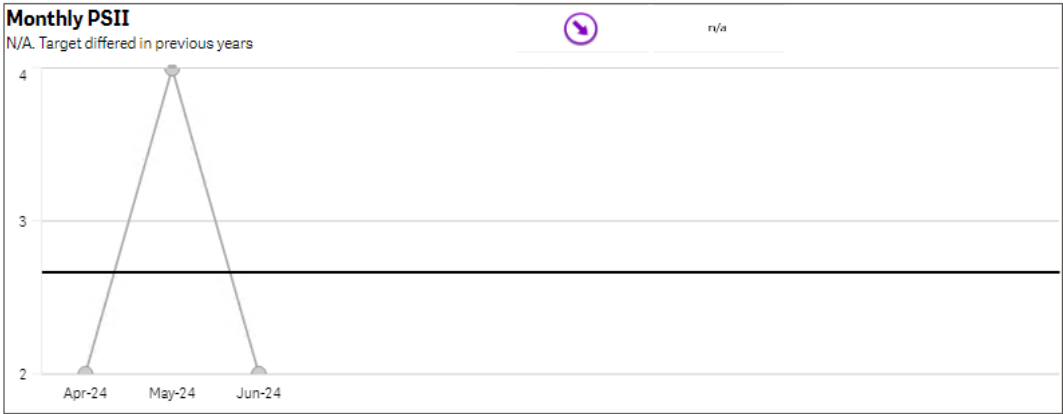 Monthly PSII
n/a
N/A. Target differed in previous years
4
3
2
Apr-24 May-24 Jun-24